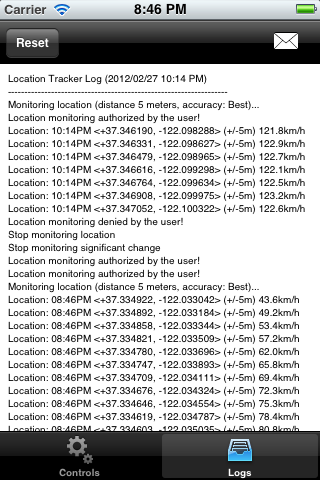 Carrier 8:46 PM
Reset
Location Tracker Log (2012/02/27 10:14 PM)
------------------------------------------------------------------
Monitoring location (distance 5 meters, accuracy: Best)...
Location monitoring authorized by the user!
Location: 10:14PM <+37.346190, -122.098288> (+/-5m) 121.8km/h
Location: 10:14PM <+37.346331, -122.098627> (+/-5m) 122.9km/h
Location: 10:14PM <+37.346479, -122.098965> (+/-5m) 122.7km/h
Location: 10:14PM <+37.346616, -122.099298> (+/-5m) 122.1km/h
Location: 10:14PM <+37.346764, -122.099634> (+/-5m) 122.5km/h
Location: 10:14PM <+37.346908, -122.099975> (+/-5m) 123.2km/h
Location: 10:14PM <+37.347052, -122.100322> (+/-5m) 122.6km/h
Location monitoring denied by the user!
Stop monitoring location
Stop monitoring significant change
Location monitoring authorized by the user!
Location monitoring authorized by the user!
Monitoring location (distance 5 meters, accuracy: Best)...
Location: 08:46PM <+37.334922, -122.033042> (+/-5m) 43.6km/h
Location: 08:46PM <+37.334892, -122.033184> (+/-5m) 49.2km/h
Location: 08:46PM <+37.334858, -122.033344> (+/-5m) 53.4km/h
Location: 08:46PM <+37.334821, -122.033509> (+/-5m) 57.2km/h
Location: 08:46PM <+37.334780, -122.033696> (+/-5m) 62.0km/h
Location: 08:46PM <+37.334747, -122.033893> (+/-5m) 65.8km/h
Location: 08:46PM <+37.334709, -122.034111> (+/-5m) 69.4km/h
Location: 08:46PM <+37.334676, -122.034324> (+/-5m) 72.3km/h
Location: 08:46PM <+37.334646, -122.034554> (+/-5m) 75.3km/h
Location: 08:46PM <+37.334619, -122.034787> (+/-5m) 78.4km/h
Location: 08:46PM <+37.334603, -122.035035> (+/-5m) 80.8km/h
Controls
Logs